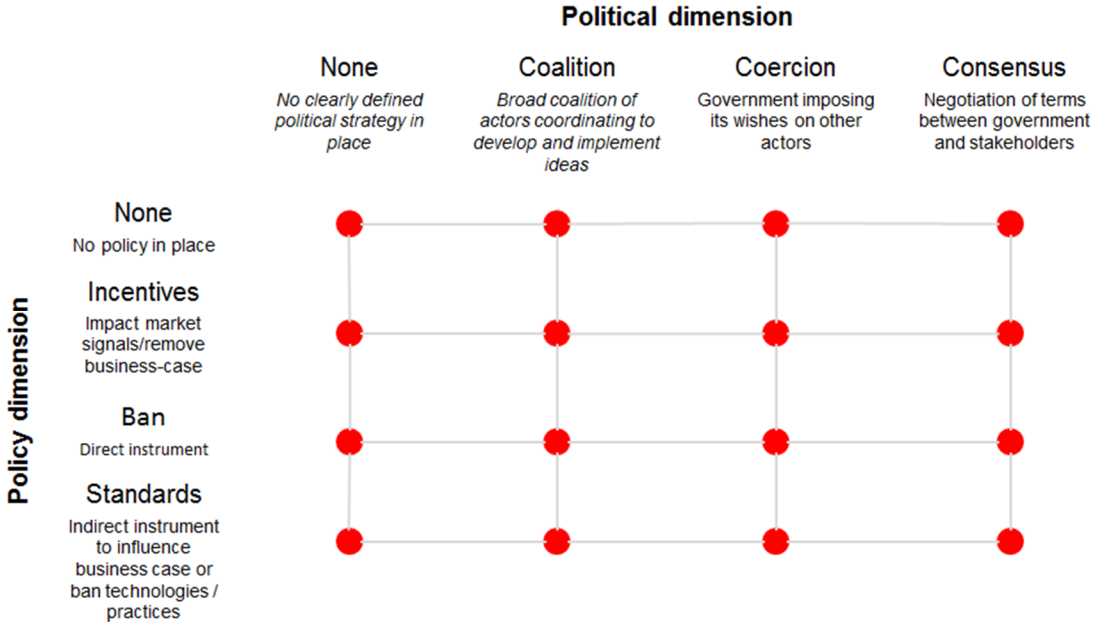 Political dimension
None
No clearly defined
political strategy in
place
Coalition
Broad coalition of
actors coordinating to
develop and implement
ideas
Coercion
Government imposing
its wishes on other
actors
Consensus
Negotiation of terms
between government
and stakeholders
Policy dimension
None
No policy in place
Incentives
Impact market
signals/remove
business-case
Ban
Direct instrument
Standards
Indirect instrument
to influence
business case or
ban technologies /
practices